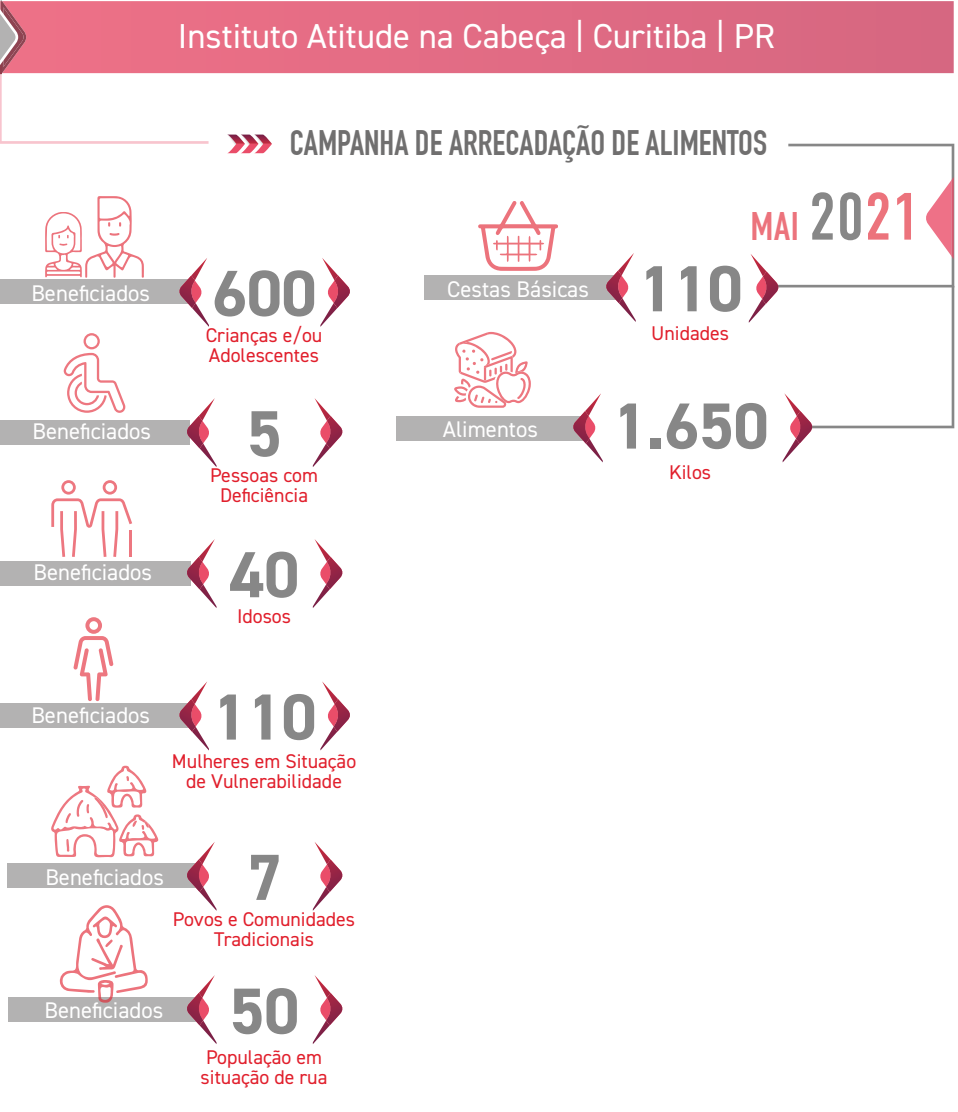 Instituto Atitude na Cabeça | Curitiba | PR
CAMPANHA DE ARRECADAÇÃO DE ALIMENTOS
MAI 2021
Beneficiados
600
Crianças e/ou
Adolescentes
Beneficiados
5
Pessoas com
Deficiência
Beneficiados
40
Idosos
Beneficiados
110
Mulheres em Situação
de Vulnerabilidade
Beneficiados
7
Povos e Comunidades
Tradicionais
Beneficiados
50
População em
situação de rua
Cestas Básicas
110
Unidades
Alimentos
1.650
Kilos